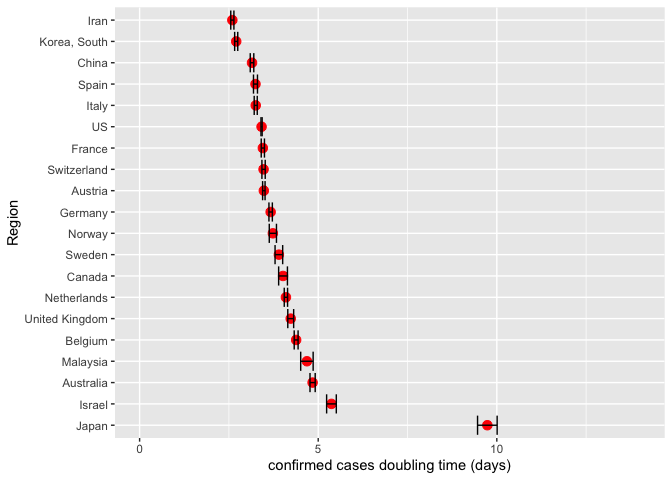 Iran
Korea, South
China
Spain
Italy
US
France
Switzerland
Austria
Germany
Norway
Sweden
Canada
Netherlands
United Kingdom
Belgium
Malaysia
Australia
Israel
Japan
Region
0 5 10
confirmed cases doubling time (days)